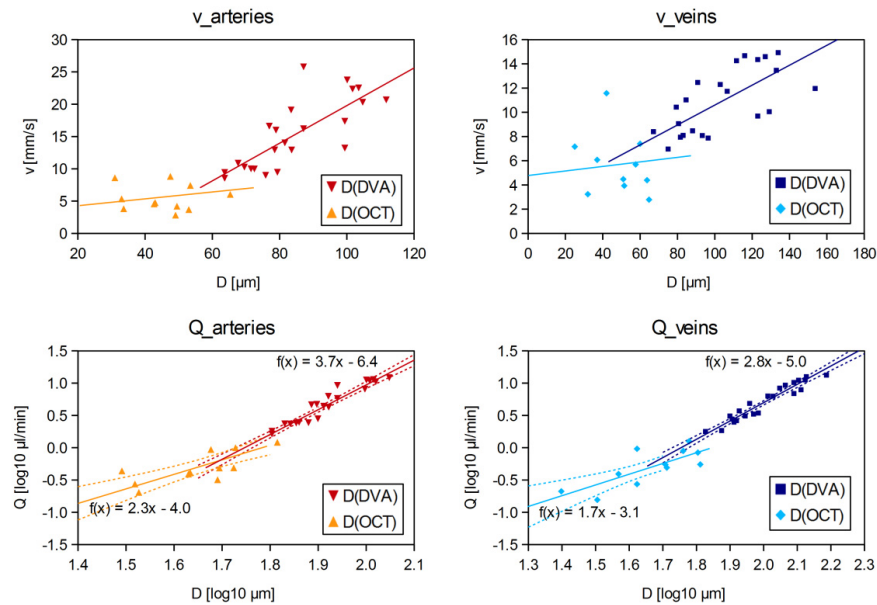 v_arteries
v [mm/s]
30
25
20
15
10
5
0
20 40 60 80 100 120
D [µm]
D(DVA)
D(OCT)
v_veins
v [mm/s]
16
14
12
10
8
6
4
2
0
0 20 40 60 80 100 120 140 160 180
D [µm]
D(DVA)
D(OCT)
Q_arteries
Q [log10 µl/min]
1.5
1.0
0.5
0.0
-0.5
-1.0
-1.5
f(x) = 3.7x - 6.4
f(x) = 2.3x - 4.0
1.4 1.5 1.6 1.7 1.8 1.9 2.0 2.1
D [log10 µm]
D(DVA)
D(OCT)
Q_veins
Q [log10 µl/min]
1.5
1.0
0.5
0.0
-0.5
-1.0
-1.5
f(x) = 2.8x - 5.0
f(x) = 1.7x - 3.1
1.3 1.4 1.5 1.6 1.7 1.8 1.9 2.0 2.1 2.2 2.3
D [log10 µm]
D(DVA)
D(OCT)